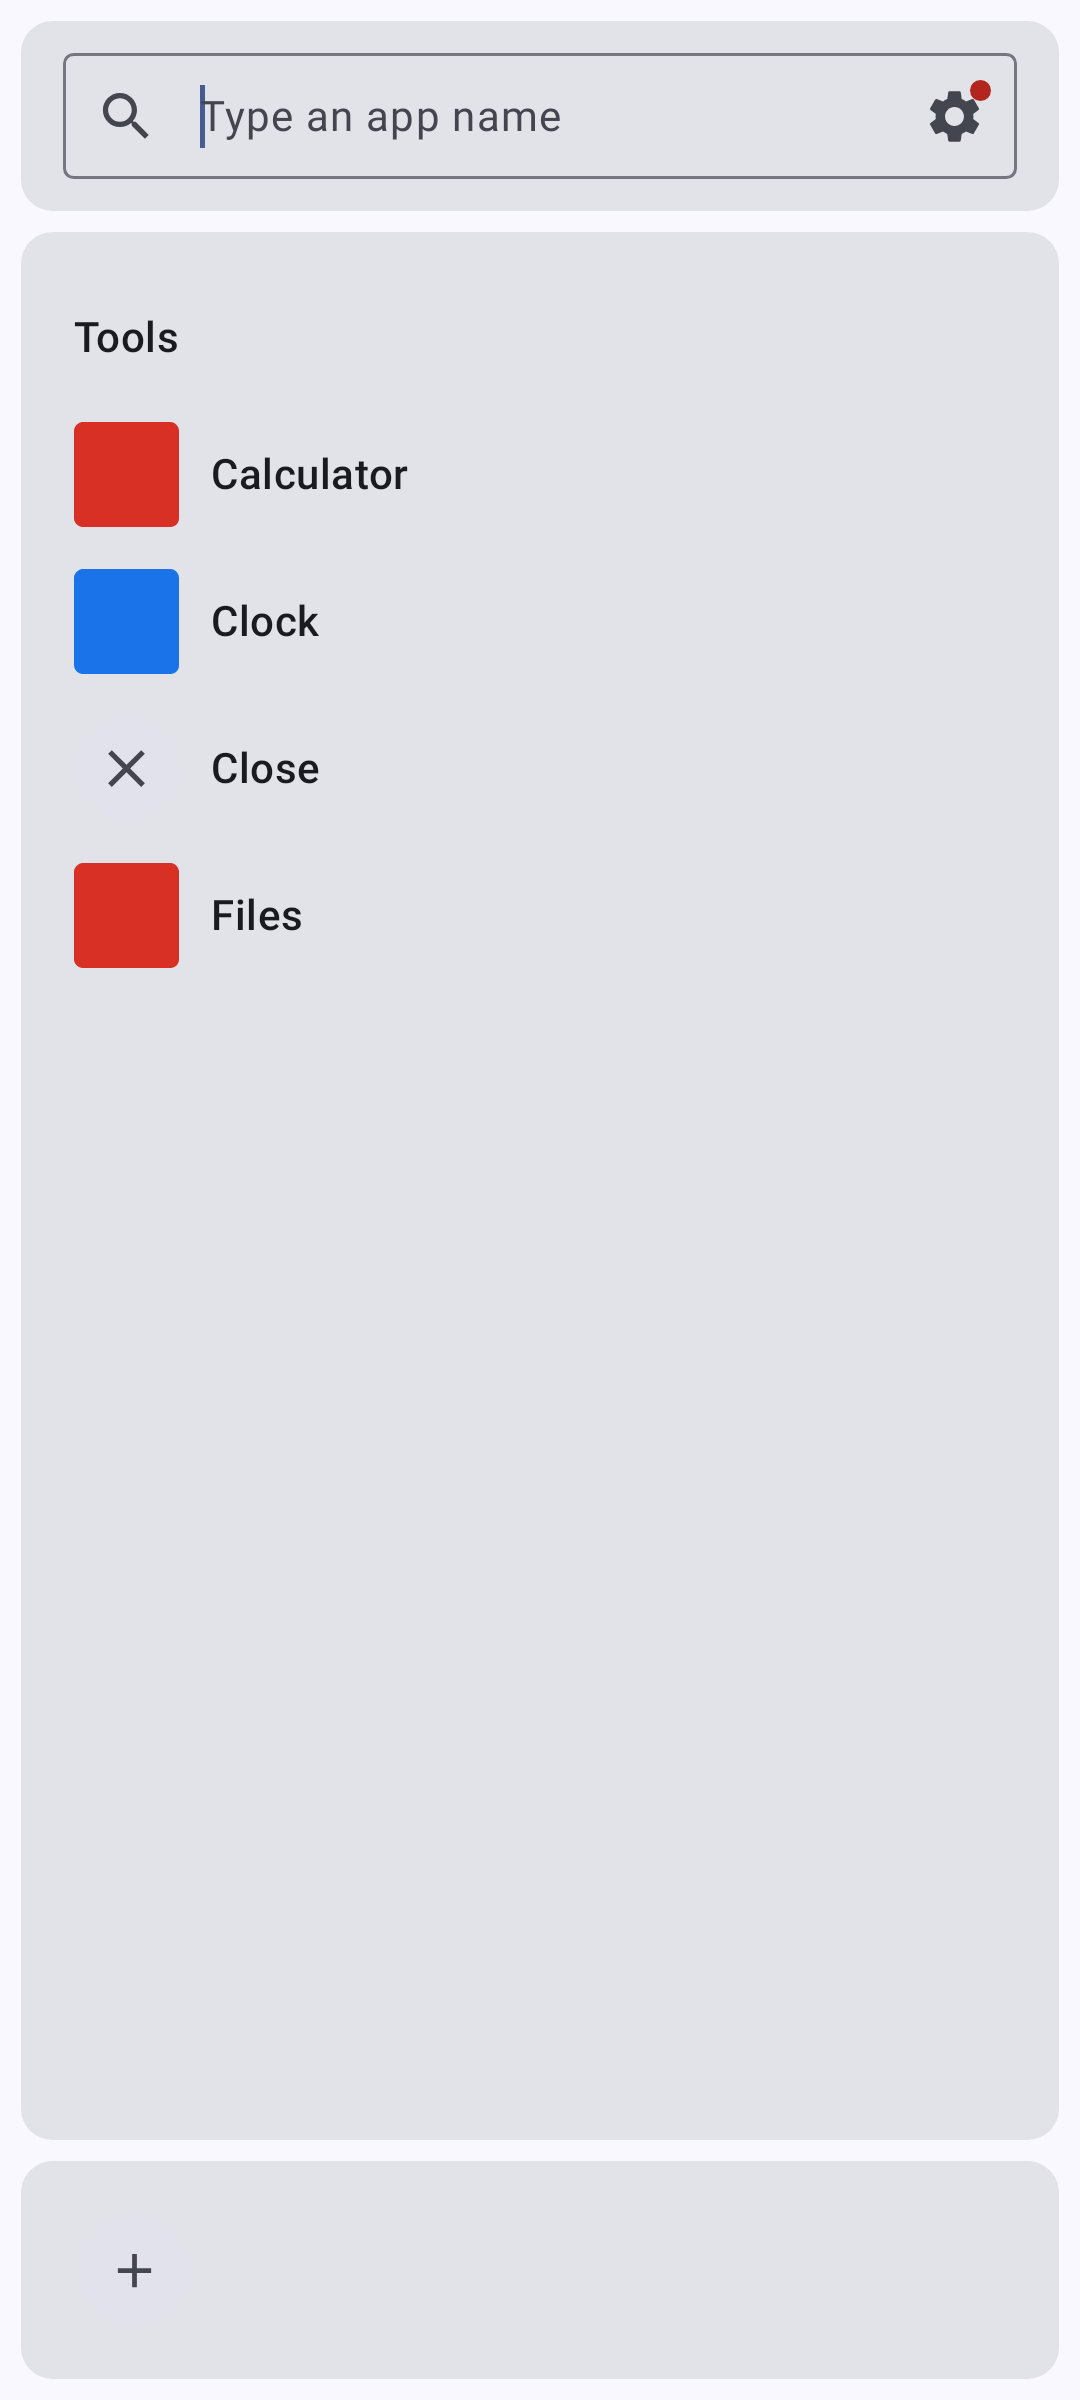 Type an app name
Tools
Calculator
Clock
Close
Files